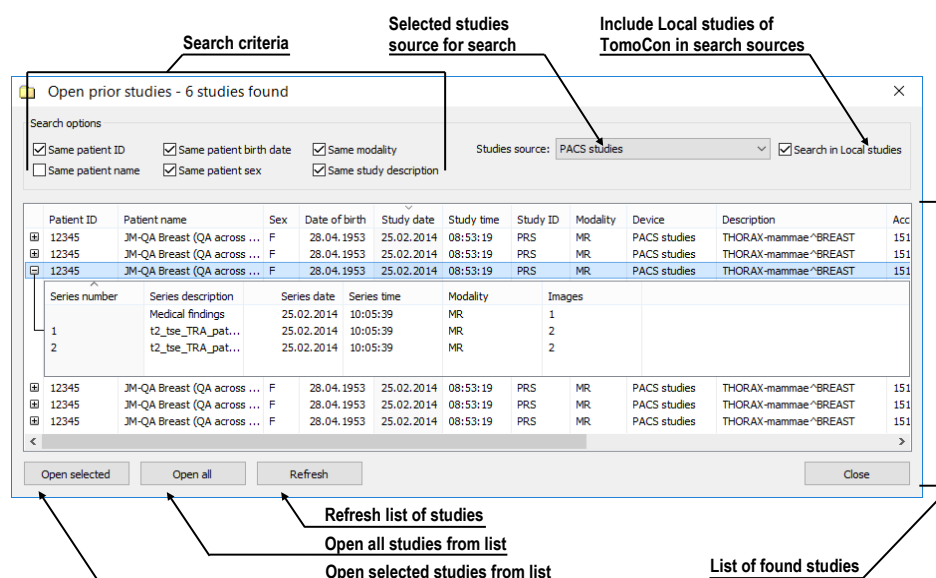 Selected studies
source for search
Include Local studies of
TomoCon in search sources
Search criteria
Open prior studies - 6 studies found
Search options
Same patient ID
Same patient birth date
Same modality
Studies source:
PACS studies
Search in Local studies
Same patient name
Same patient sex
Same study description
Patient ID Patient name Sex Date of birth Study date Study time Study ID Modality Device Description Acc
12345 JM-QA Breast (QA across ... F 28.04.1953 25.02.2014 08:53:19 PRS MR PACS studies THORAX-mammae^BREAST 151
12345 JM-QA Breast (QA across ... F 28.04.1953 25.02.2014 08:53:19 PRS MR PACS studies THORAX-mammae^BREAST 151
12345 JM-QA Breast (QA across ... F 28.04.1953 25.02.2014 08:53:19 PRS MR PACS studies THORAX-mammae^BREAST 151
Series number Series description Series date Series time Modality Images
Medical findings 25.02.2014 10:05:39 MR 1
1 t2_tse_TRA_pat... 25.02.2014 10:05:39 MR 2
2 t2_tse_TRA_pat... 25.02.2014 10:05:39 MR 2
12345 JM-QA Breast (QA across ... F 28.04.1953 25.02.2014 08:53:19 PRS MR PACS studies THORAX-mammae^BREAST 151
12345 JM-QA Breast (QA across ... F 28.04.1953 25.02.2014 08:53:19 PRS MR PACS studies THORAX-mammae^BREAST 151
12345 JM-QA Breast (QA across ... F 28.04.1953 25.02.2014 08:53:19 PRS MR PACS studies THORAX-mammae^BREAST 151
Open selected
Open all
Refresh
Close
Refresh list of studies
Open all studies from list
Open selected studies from list
List of found studies